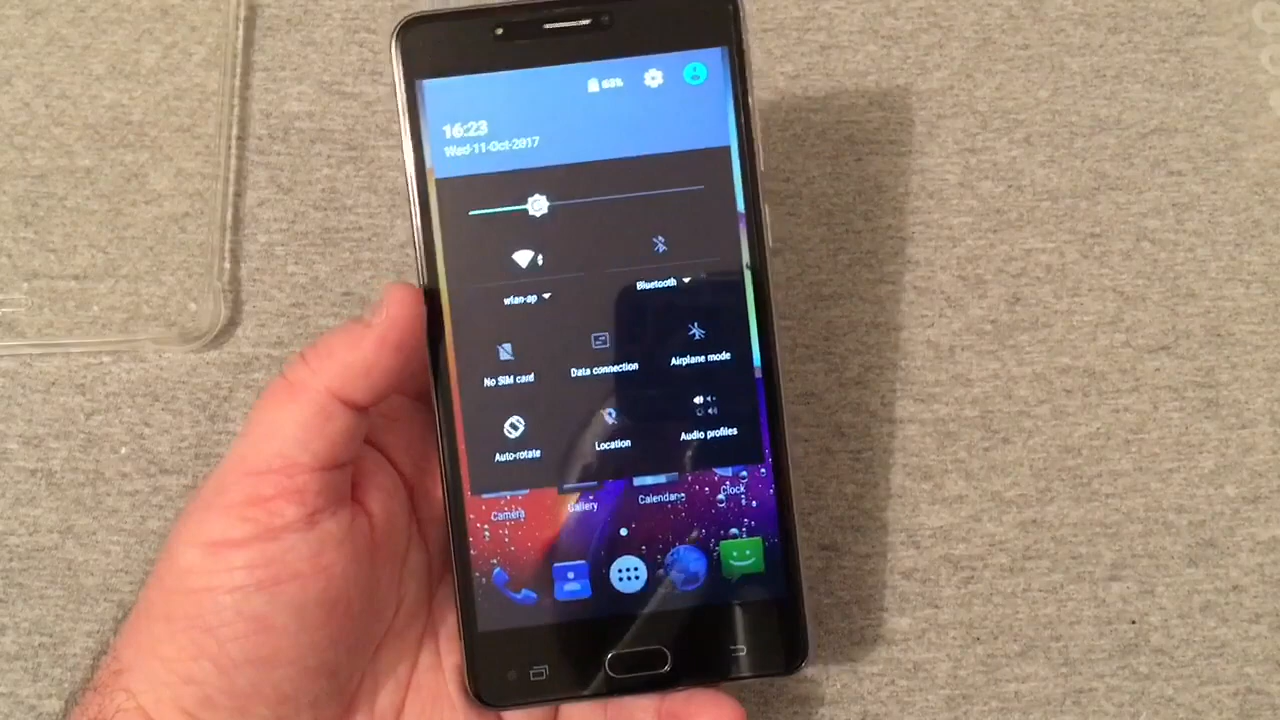 63%
16:23
Wed-11-Oct-2017
wlan-ap
Bluetooth
No SIM card
Data connection
Airplane mode
Auto-rotate
Location
Audio profiles
Camera
Gallery
Calendar
Clock